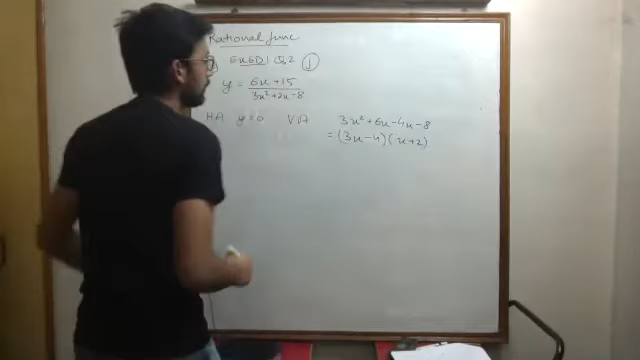 Rational func
Ex6D1 Q2 (1)
y = 6x+15 / 3x²+2x-8
HA y=0 VA 3x²+6x-4x-8
= (3x-4)(x+2)